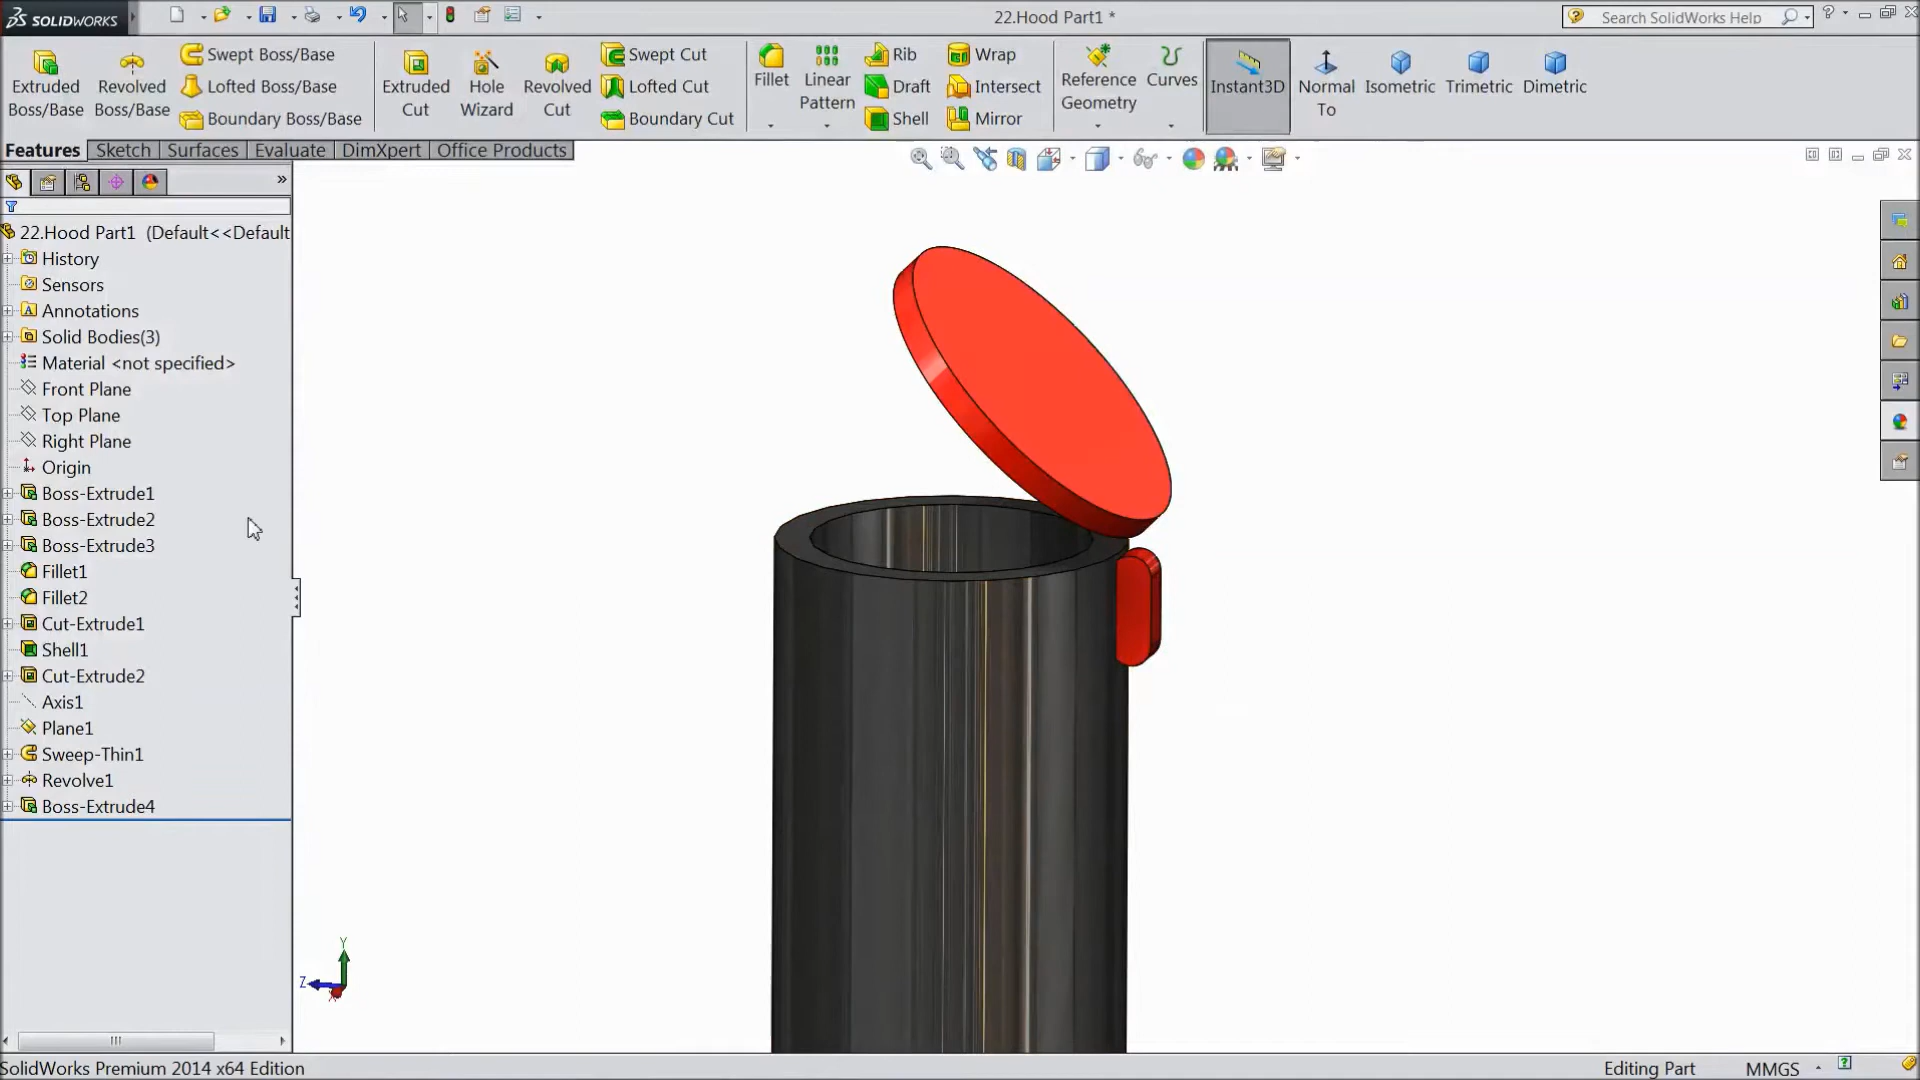 SOLIDWORKS
22.Hood Part1 *
Search SolidWorks Help
Extruded Boss/Base
Revolved Boss/Base
Swept Boss/Base
Lofted Boss/Base
Boundary Boss/Base
Extruded Cut
Hole Wizard
Revolved Cut
Swept Cut
Lofted Cut
Boundary Cut
Fillet
Linear Pattern
Rib
Draft
Shell
Wrap
Intersect
Mirror
Reference Geometry
Curves
Instant3D
Normal To
Isometric
Trimetric
Dimetric
Features
Sketch
Surfaces
Evaluate
DimXpert
Office Products
22.Hood Part1 (Default<<Default
History
Sensors
Annotations
Solid Bodies(3)
Material <not specified>
Front Plane
Top Plane
Right Plane
Origin
Boss-Extrude1
Boss-Extrude2
Boss-Extrude3
Fillet1
Fillet2
Cut-Extrude1
Shell1
Cut-Extrude2
Axis1
Plane1
Sweep-Thin1
Revolve1
Boss-Extrude4
Y
Z
X
SolidWorks Premium 2014 x64 Edition
Editing Part
MMGS